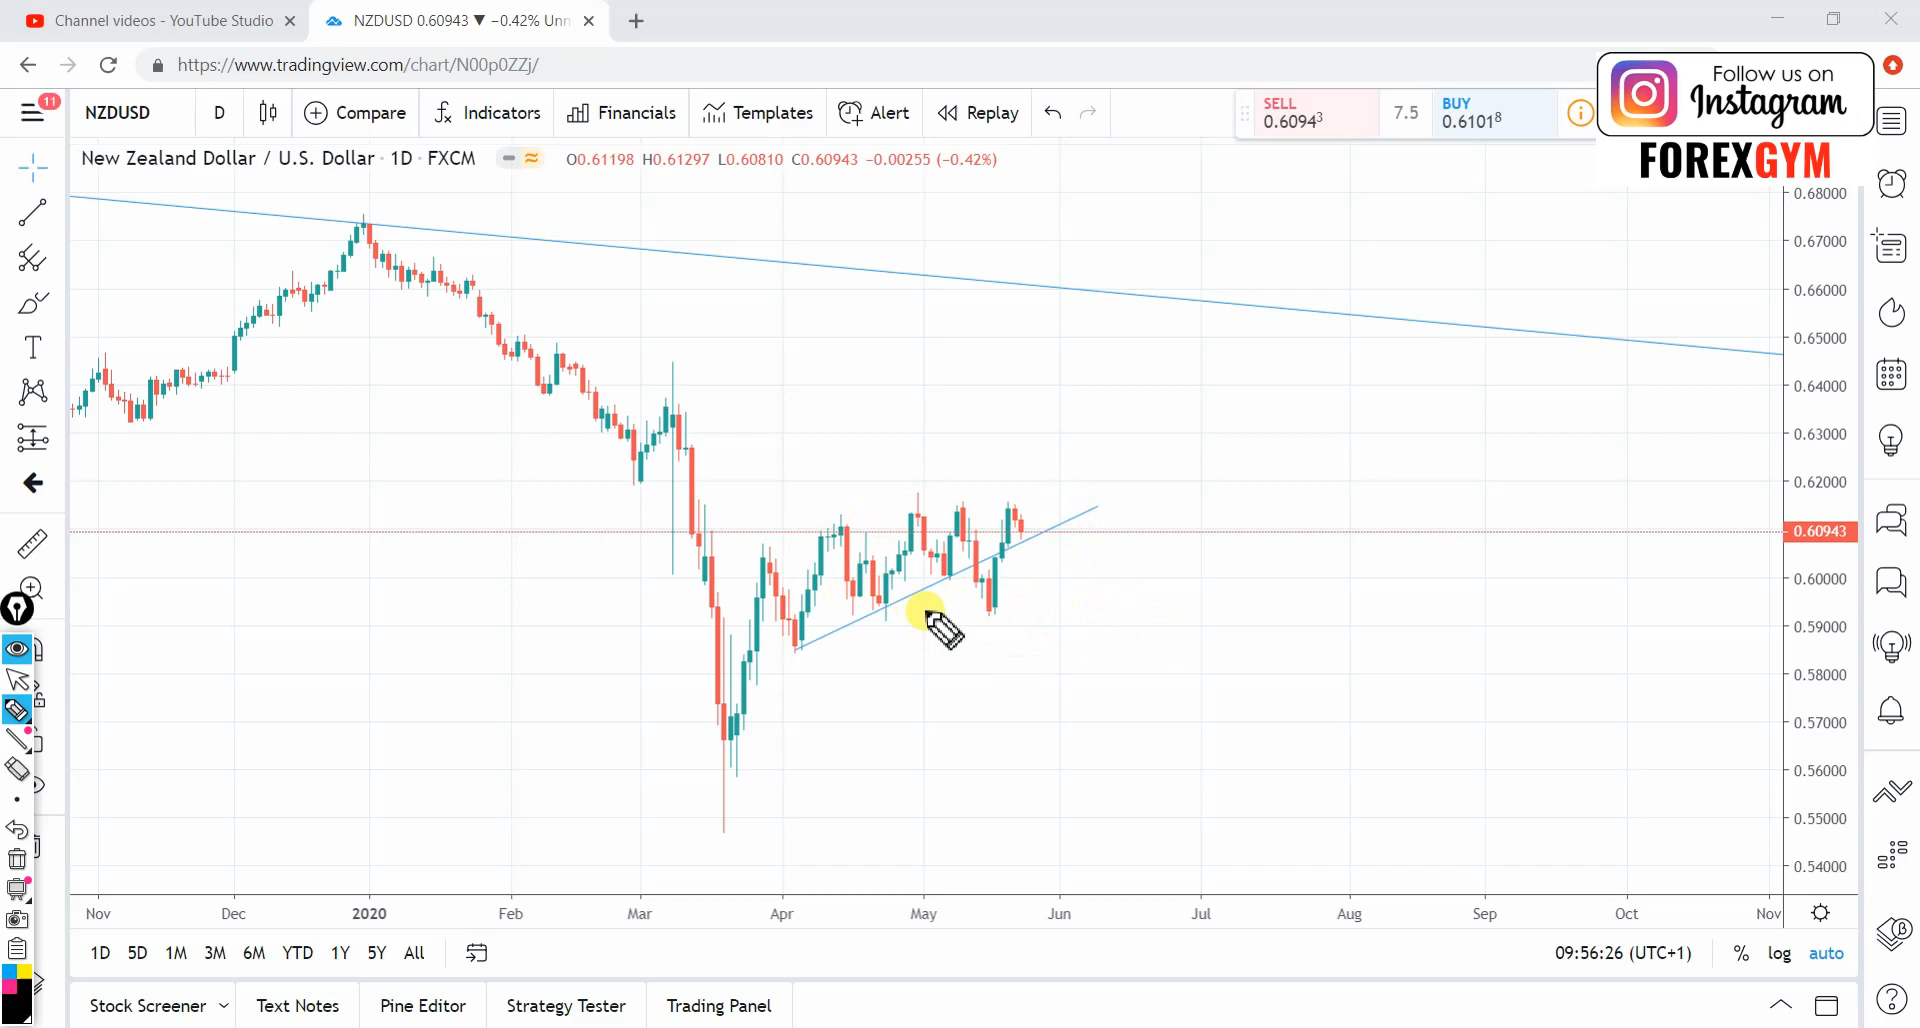 Channel videos - YouTube Studio
NZDUSD 0.60943 ▼ −0.42% Unn
https://www.tradingview.com/chart/N00p0ZZj/
Follow us on
Instagram
FOREXGYM
11
NZDUSD D Compare Indicators Financials Templates Alert Replay
SELL 0.60943 7.5 BUY 0.61018
New Zealand Dollar / U.S. Dollar · 1D · FXCM O0.61198 H0.61297 L0.60810 C0.60943 −0.00255 (−0.42%)
0.68000
0.67000
0.66000
0.65000
0.64000
0.63000
0.62000
0.60943
0.60000
0.59000
0.58000
0.57000
0.56000
0.55000
0.54000
Nov Dec 2020 Feb Mar Apr May Jun Jul Aug Sep Oct Nov
1D 5D 1M 3M 6M YTD 1Y 5Y All 09:56:26 (UTC+1) % log auto
Stock Screener Text Notes Pine Editor Strategy Tester Trading Panel